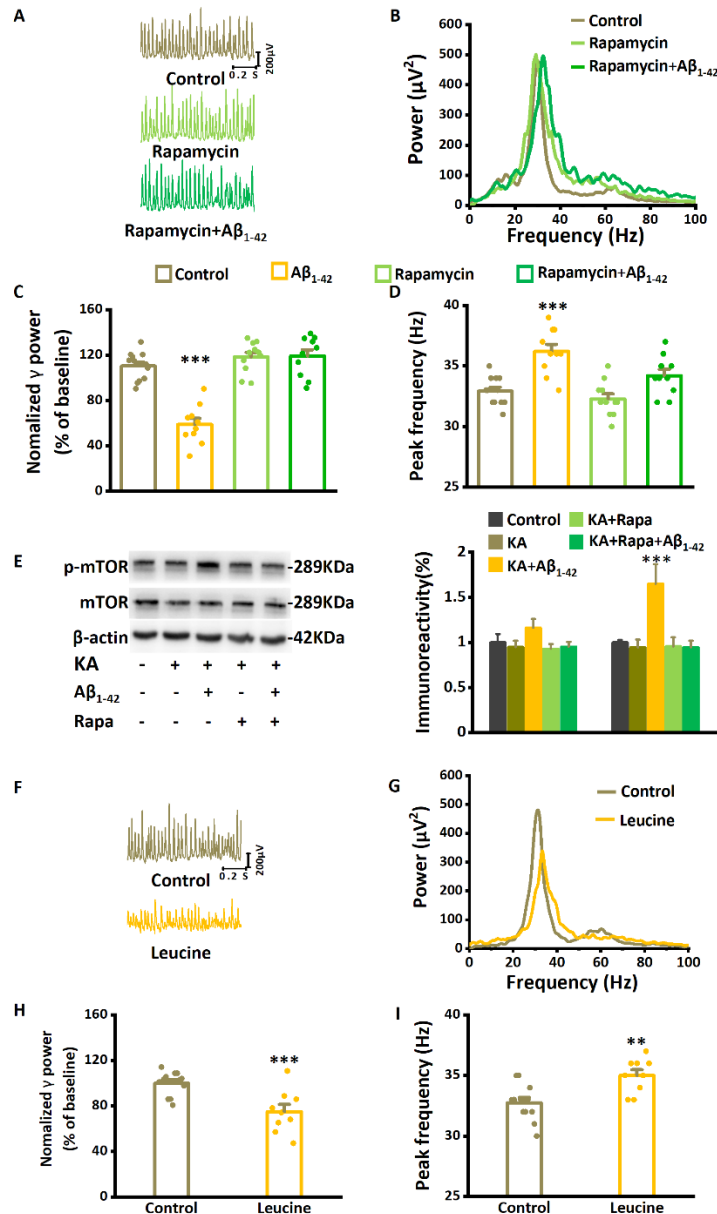 A
200μV
0.2 S
Control
Rapamycin
Rapamycin+Aβ1-42
B
Control
Rapamycin
Rapamycin+Aβ1-42
Power (μV2)
600
500
400
300
200
100
0
0 20 40 60 80 100
Frequency (Hz)
Control Aβ1-42 Rapamycin Rapamycin+Aβ1-42
C
Nomalized γ power
(% of baseline)
160
120
80
40
0
***
D
Peak frequency (Hz)
40
35
30
25
***
E
p-mTOR -289KDa
mTOR -289KDa
β-actin -42KDa
KA - + + + +
Aβ1-42 - - + - +
Rapa - - - + +
Control KA+Rapa
KA KA+Rapa+Aβ1-42
KA+Aβ1-42
***
Immunoreactivity(%)
2
1.5
1
0.5
0
F
200μV
0.2 S
Control
Leucine
G
Control
Leucine
Power (μV2)
600
500
400
300
200
100
0
0 20 40 60 80 100
Frequency (Hz)
H
Nomalized γ power
(% of baseline)
160
120
80
40
0
***
Control Leucine
I
Peak frequency (Hz)
40
35
30
25
**
Control Leucine